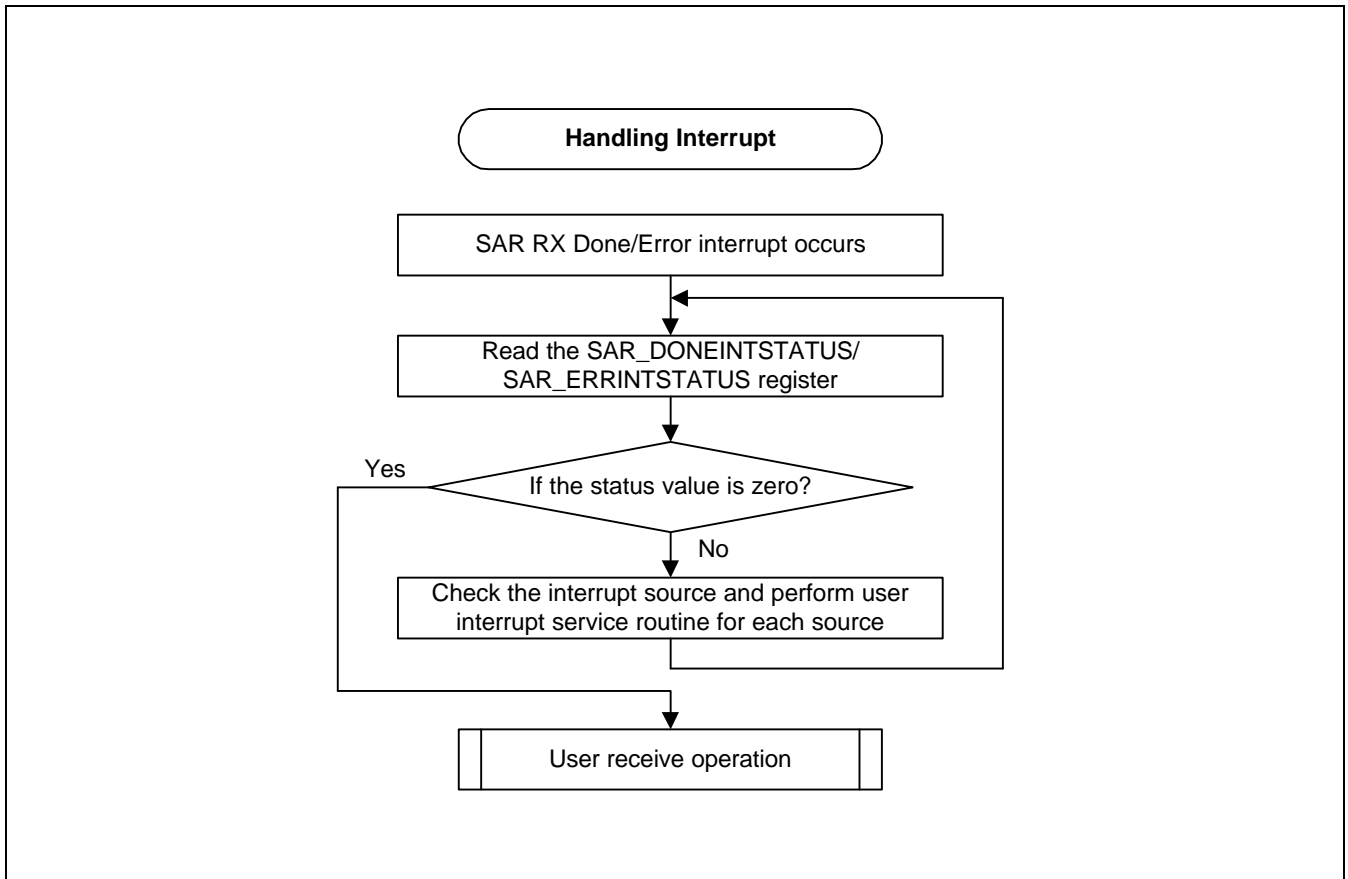 Handling Interrupt
SAR RX Done/Error interrupt occurs
Read the SAR_DONEINTSTATUS/
SAR_ERRINTSTATUS register
Yes
If the status value is zero?
No
Check the interrupt source and perform user
interrupt service routine for each source
User receive operation